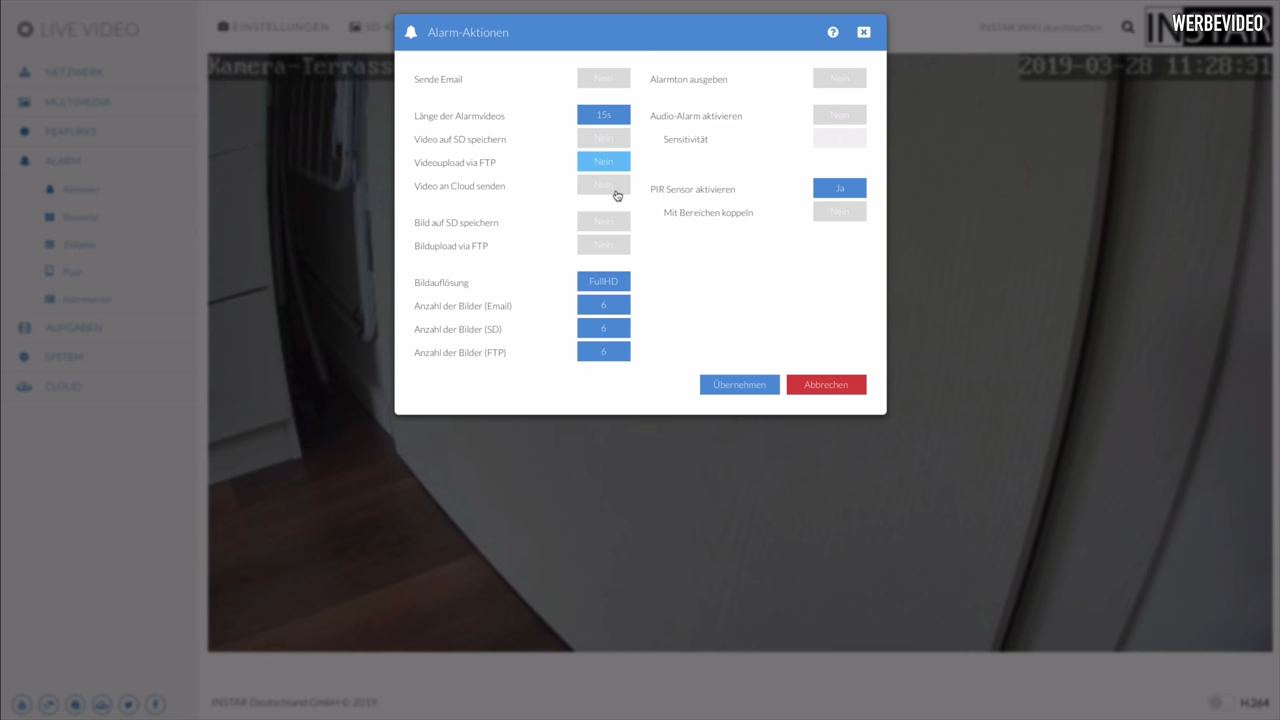 LIVE VIDEO
EINSTELLUNGEN
INSTAR WIKI durchsuchen
INSTAR
WERBEVIDEO
NETZWERK
MULTIMEDIA
FEATURES
ALARM
Aktionen
Bereiche
Zeitplan
Push
Alarmserver
AUFGABEN
SYSTEM
CLOUD
Kamera-Terrass
2019-03-28 11:28:31
Alarm-Aktionen
Sende Email
Nein
Länge der Alarmvideos
15s
Video auf SD speichern
Nein
Videoupload via FTP
Nein
Video an Cloud senden
Nein
Bild auf SD speichern
Nein
Bildupload via FTP
Nein
Bildauflösung
FullHD
Anzahl der Bilder (Email)
6
Anzahl der Bilder (SD)
6
Anzahl der Bilder (FTP)
6
Alarmton ausgeben
Nein
Audio-Alarm aktivieren
Nein
Sensitivität
PIR Sensor aktivieren
Ja
Mit Bereichen koppeln
Nein
Übernehmen
Abbrechen
INSTAR Deutschland GmbH © 2019
H.264